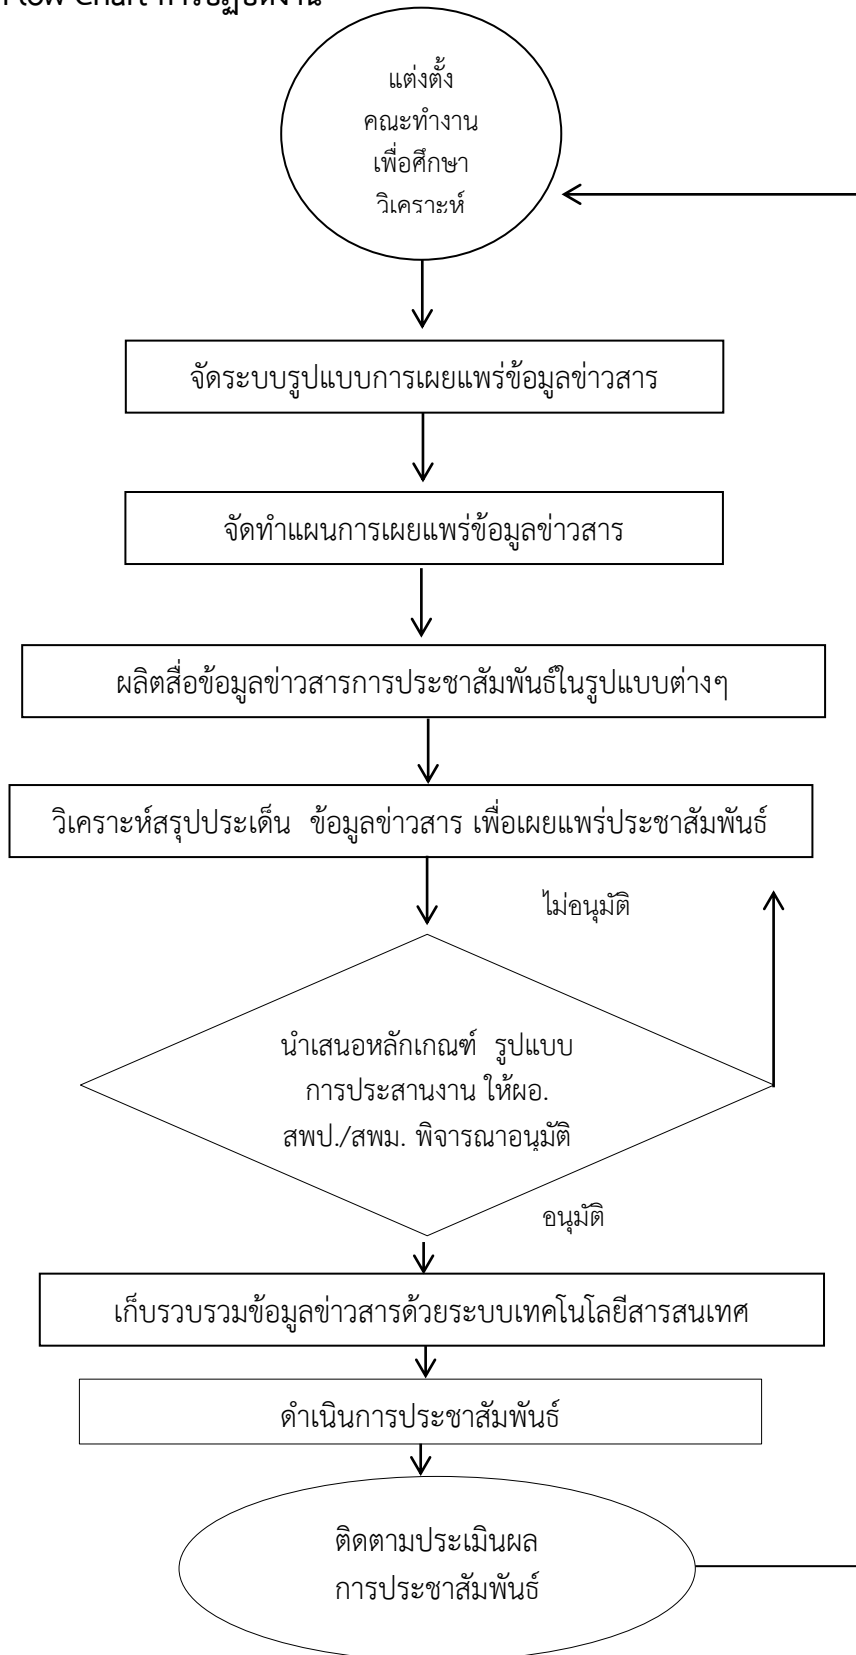 Flow Chart การปฏิบัติงาน
แต่งตั้ง
คณะทำงาน
เพื่อศึกษา
วิเคราะห์
จัดระบบรูปแบบการเผยแพร่ข้อมูลข่าวสาร
จัดทำแผนการเผยแพร่ข้อมูลข่าวสาร
ผลิตสื่อข้อมูลข่าวสารการประชาสัมพันธ์ในรูปแบบต่างๆ
วิเคราะห์สรุปประเด็น ข้อมูลข่าวสาร เพื่อเผยแพร่ประชาสัมพันธ์
ไม่อนุมัติ
นำเสนอหลักเกณฑ์ รูปแบบ
การประสานงาน ให้ผอ.
สพป./สพม. พิจารณาอนุมัติ
อนุมัติ
เก็บรวบรวมข้อมูลข่าวสารด้วยระบบเทคโนโลยีสารสนเทศ
ดำเนินการประชาสัมพันธ์
ติดตามประเมินผล
การประชาสัมพันธ์